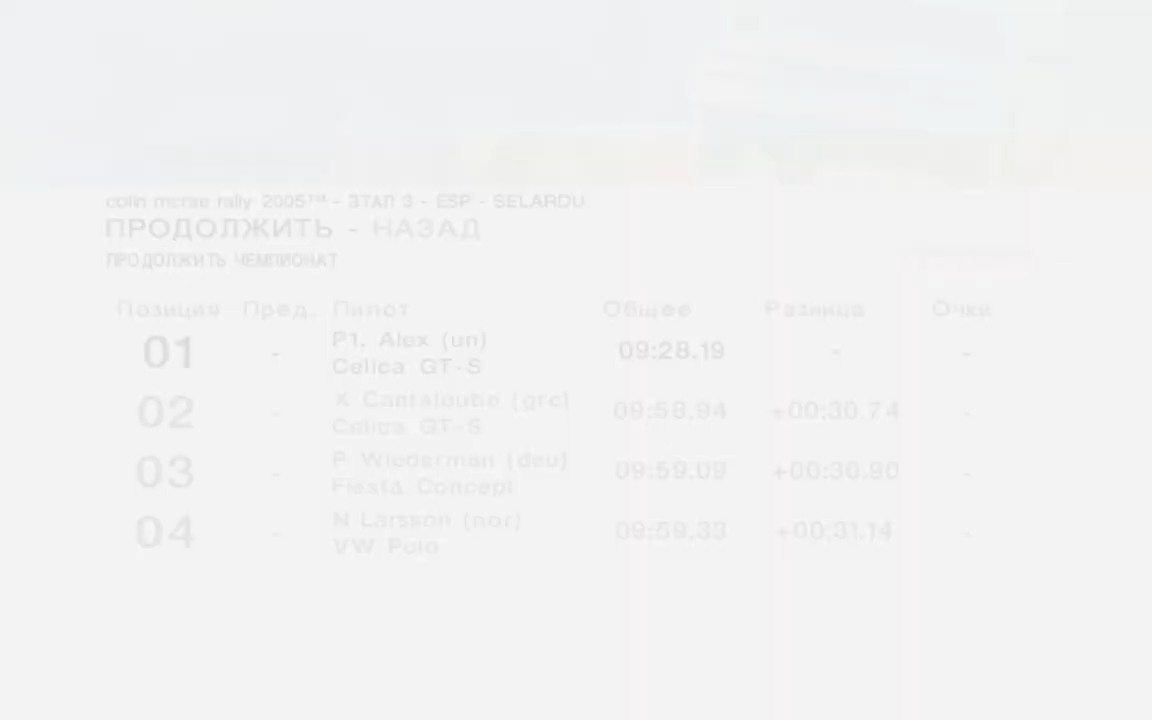 colin mcrae rally 2005™ - ЭТАП 3 - ESP - SELARDU
ПРОДОЛЖИТЬ - НАЗАД
ПРОДОЛЖИТЬ ЧЕМПИОНАТ
Позиция Пред. Пилот Общее Разница Очки
01 - P1. Alex (un) 09:28.19 - -
Celica GT-S
02 - X Cantaloube (grc) 09:58.94 +00:30.74 -
Celica GT-S
03 - P Wiederman (deu) 09:59.09 +00:30.90 -
Fiesta Concept
04 - N Larsson (nor) 09:59.33 +00:31.14 -
VW Polo